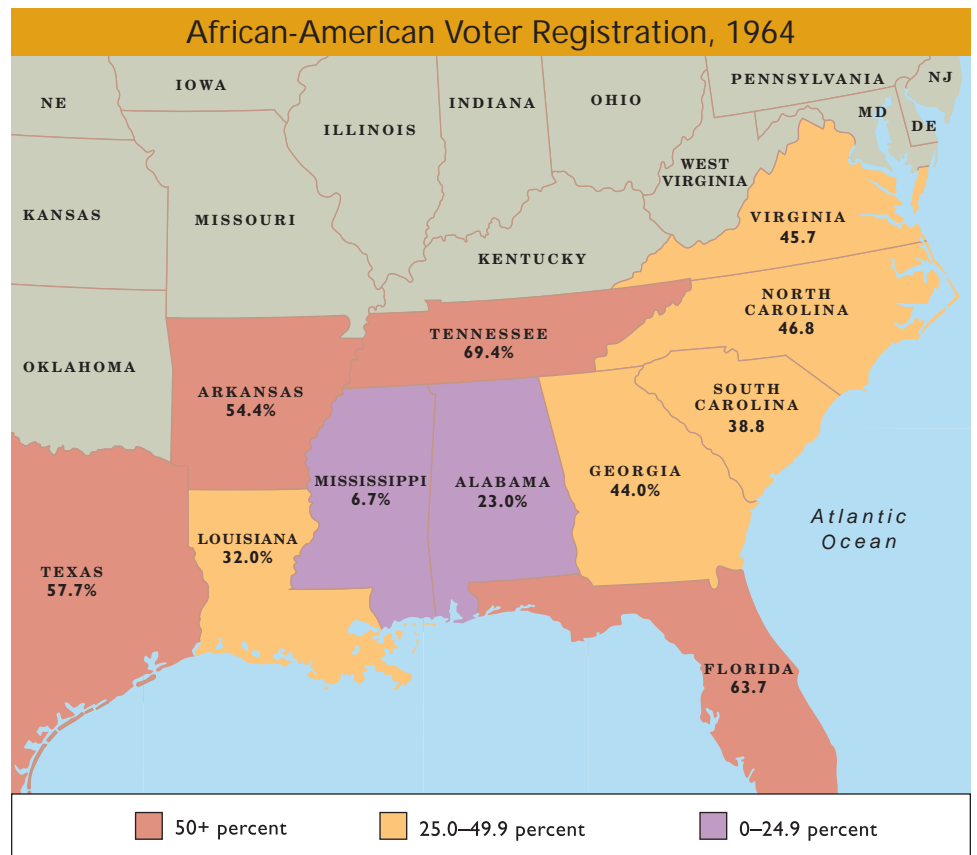 African-American Voter Registration, 1964
NE
IOWA
ILLINOIS
INDIANA
OHIO
PENNSYLVANIA
NJ
MD
DE
WEST
VIRGINIA
KANSAS
MISSOURI
KENTUCKY
VIRGINIA
45.7
NORTH
CAROLINA
46.8
TENNESSEE
69.4%
OKLAHOMA
ARKANSAS
54.4%
SOUTH
CAROLINA
38.8
MISSISSIPPI
6.7%
ALABAMA
23.0%
GEORGIA
44.0%
LOUISIANA
32.0%
Atlantic
Ocean
TEXAS
57.7%
FLORIDA
63.7
50+ percent
25.0–49.9 percent
0–24.9 percent